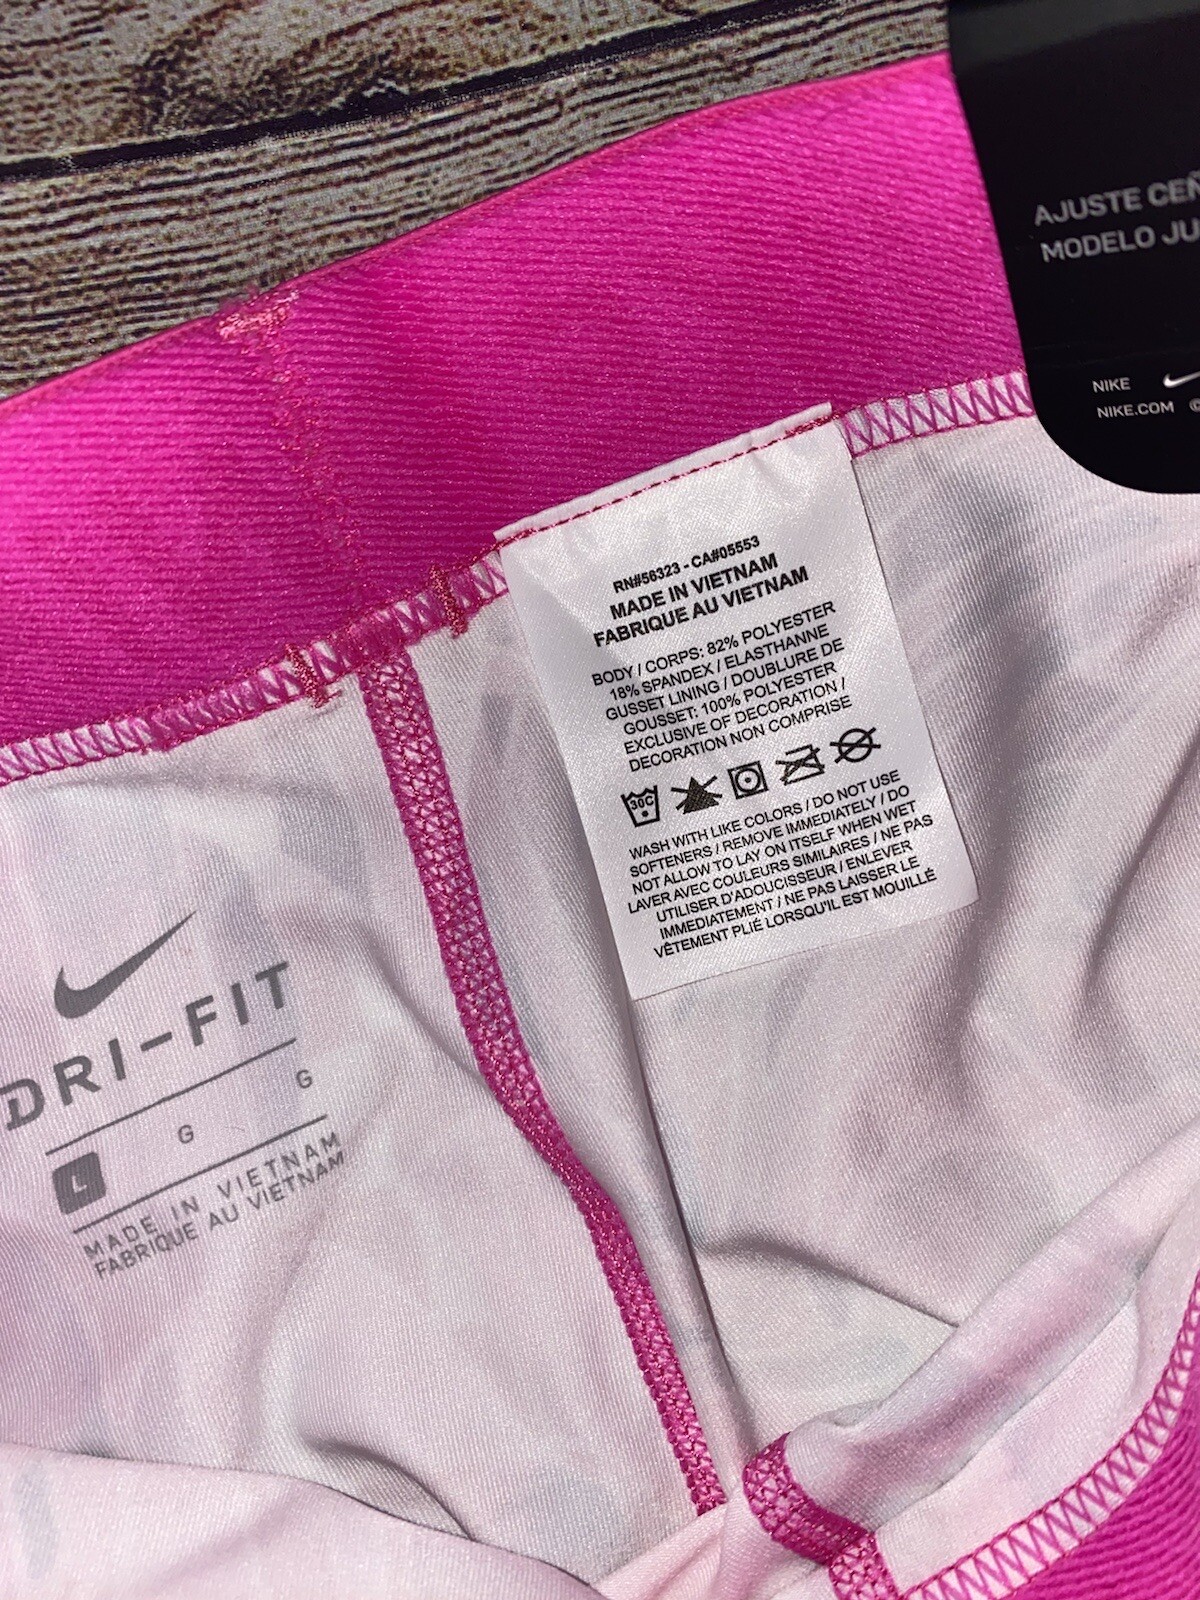 AJUSTE CEÑ
MODELO JU
NIKE
NIKE.COM ©
RN#56323 - CA#05553
MADE IN VIETNAM
FABRIQUE AU VIETNAM
BODY / CORPS: 82% POLYESTER
18% SPANDEX / ELASTHANNE
GUSSET LINING / DOUBLURE DE
GOUSSET: 100% POLYESTER
EXCLUSIVE OF DECORATION /
DECORATION NON COMPRISE
30C
WASH WITH LIKE COLORS / DO NOT USE
SOFTENERS / REMOVE IMMEDIATELY / DO
NOT ALLOW TO LAY ON ITSELF WHEN WET
LAVER AVEC COULEURS SIMILAIRES / NE PAS
UTILISER D'ADOUCISSEUR / ENLEVER
IMMEDIATEMENT / NE PAS LAISSER LE
VÊTEMENT PLIÉ LORSQU'IL EST MOUILLÉ
DRI-FIT
L G G
MADE IN VIETNAM
FABRIQUE AU VIETNAM